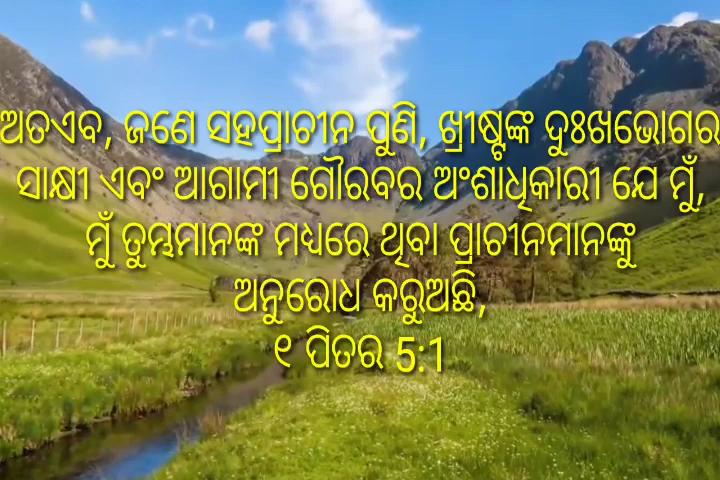 ଅତଏବ, ଜଣେ ସହପ୍ରାଚୀନ ପୁଣି, ଖ୍ରୀଷ୍ଟଙ୍କ ଦୁଃଖଭୋଗର
ସାକ୍ଷୀ ଏବଂ ଆଗାମୀ ଗୌରବର ଅଂଶାଧିକାରୀ ଯେ ମୁଁ,
ମୁଁ ତୁମ୍ଭମାନଙ୍କ ମଧ୍ୟରେ ଥିବା ପ୍ରାଚୀନମାନଙ୍କୁ
ଅନୁରୋଧ କରୁଅଛି,
୧ ପିତର 5:1